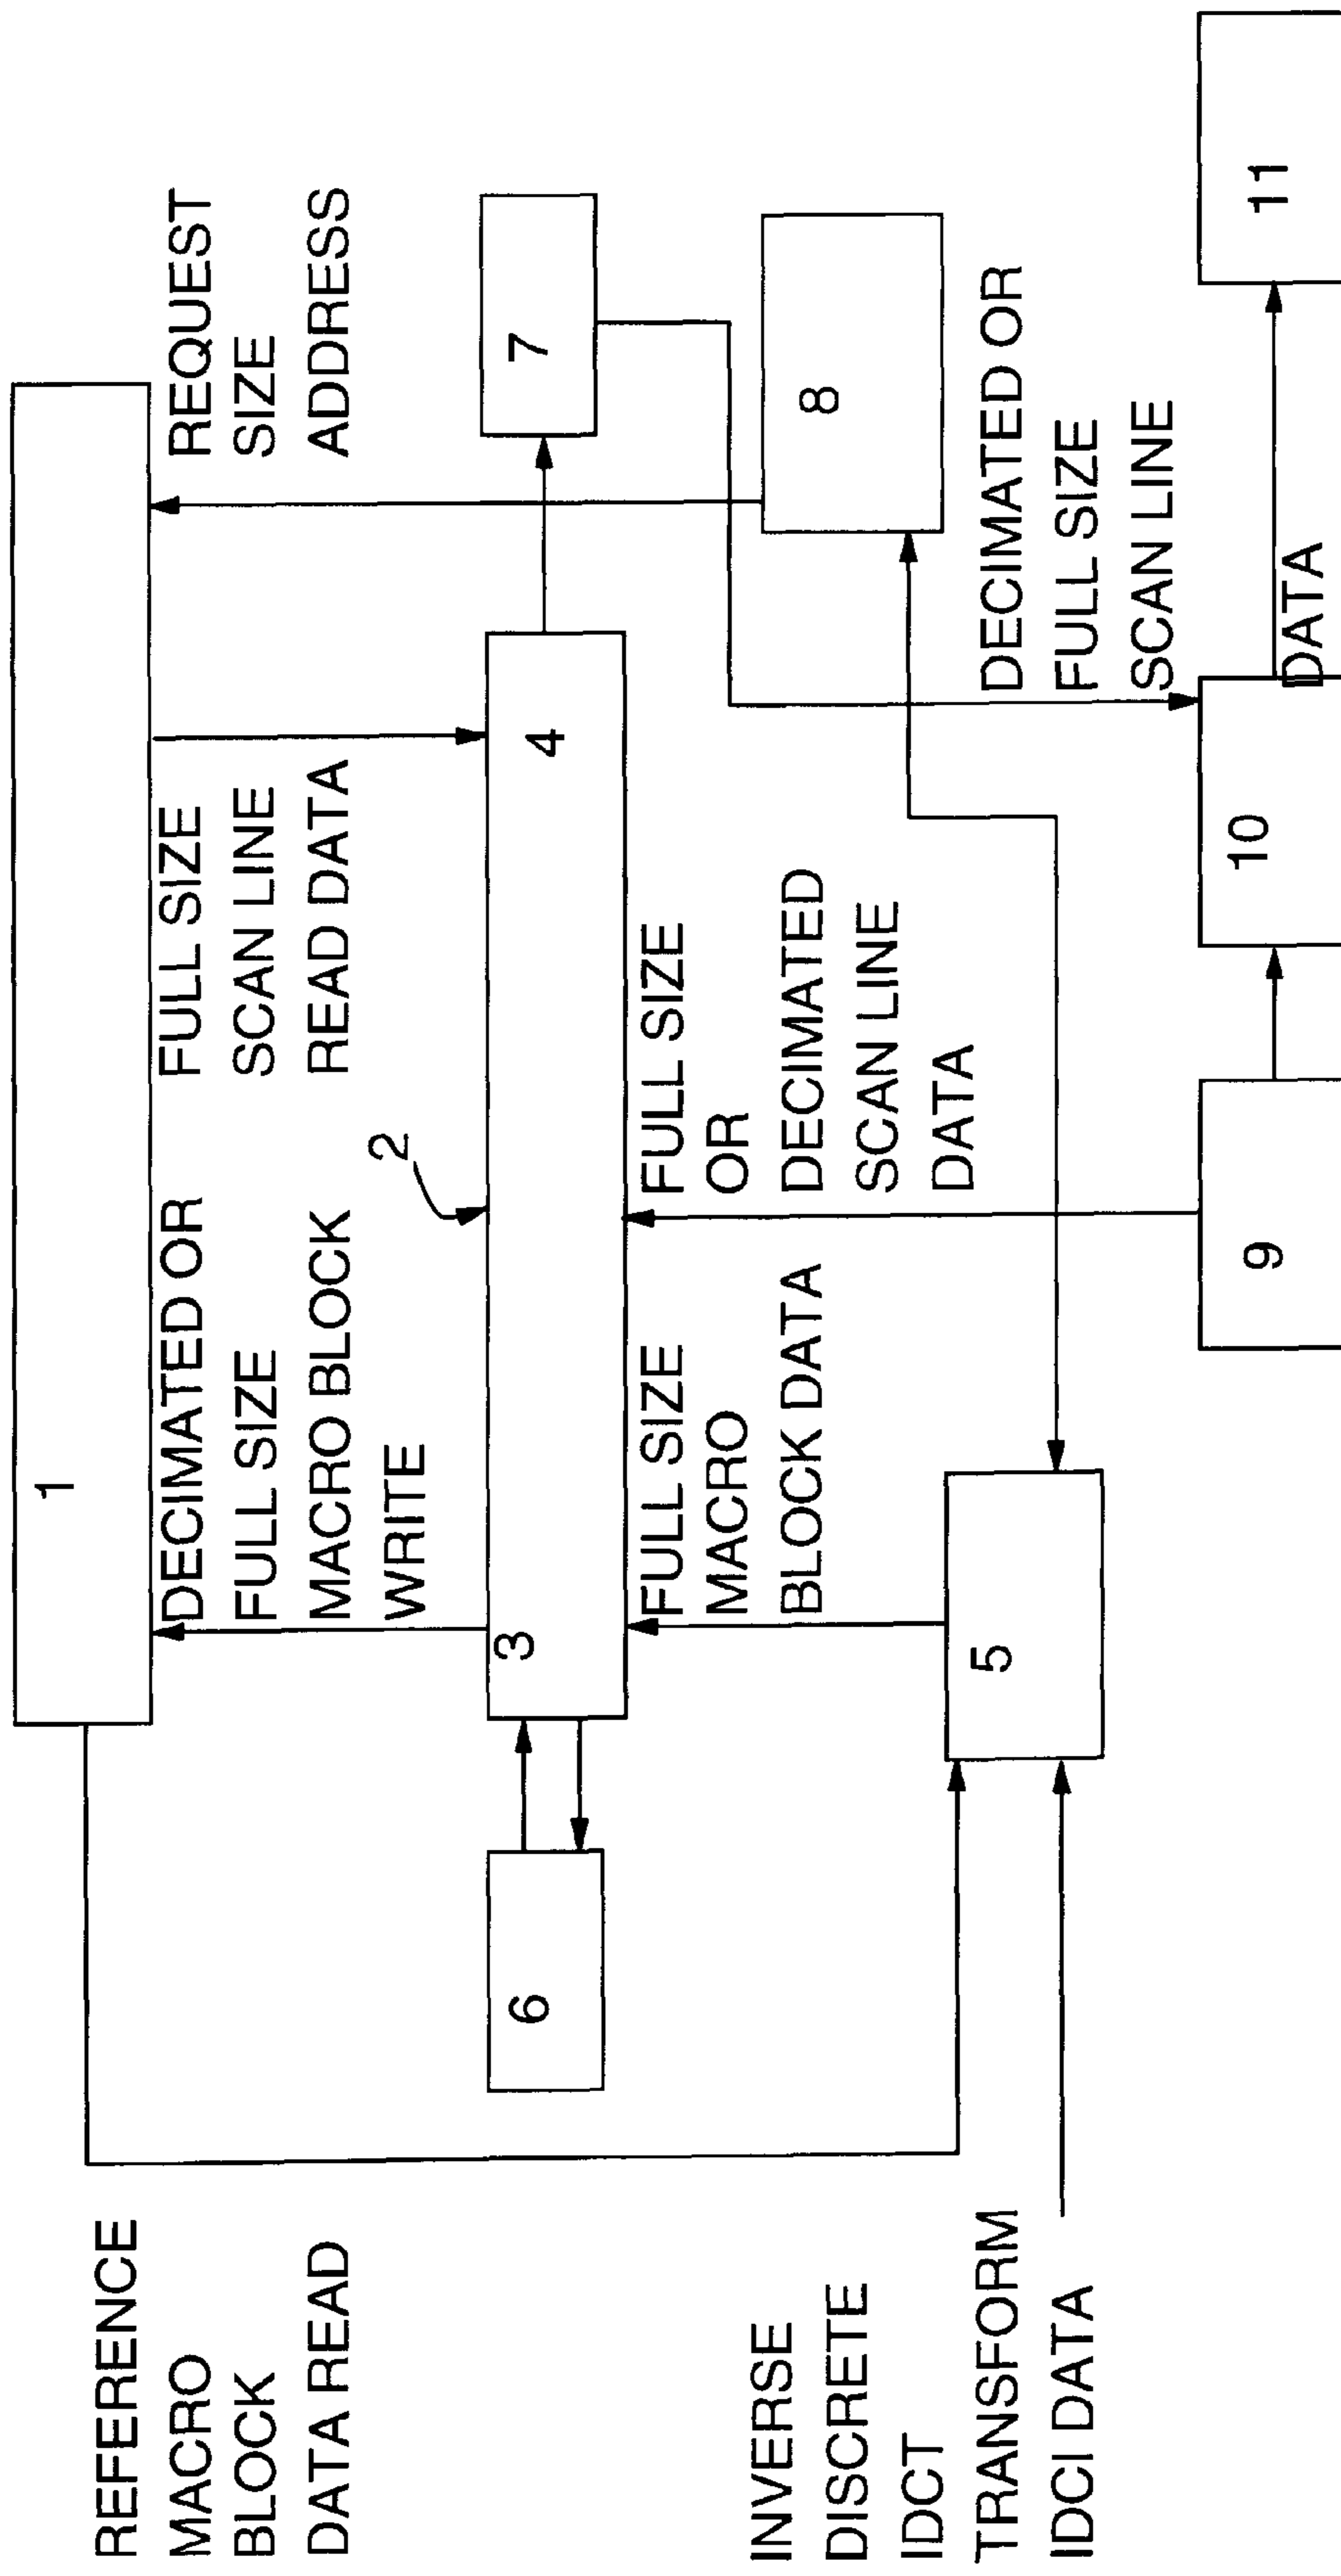 1
REQUEST
SIZE
ADDRESS
DECIMATED OR
FULL SIZE
MACRO BLOCK
WRITE
FULL SIZE
SCAN LINE
READ DATA
REFERENCE
MACRO
BLOCK
DATA READ
2
3
4
6
7
8
FULL SIZE
MACRO
BLOCK DATA
FULL SIZE
OR
DECIMATED
SCAN LINE
DATA
DECIMATED OR
FULL SIZE
SCAN LINE
DATA
INVERSE
DISCRETE
IDCT
TRANSFORM
IDCI DATA
5
9
10
11